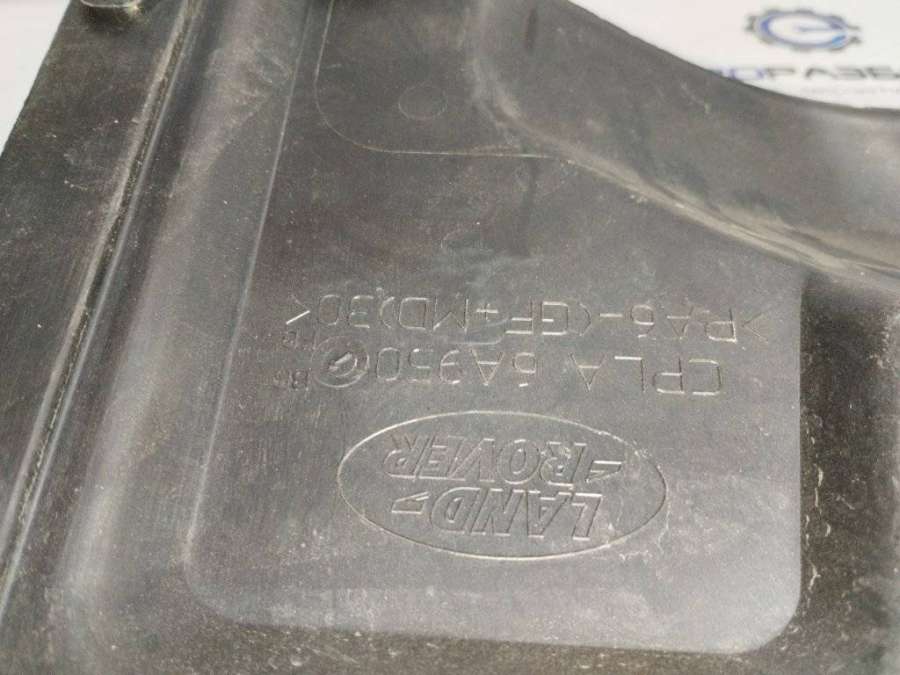 LAND
ROVER
CPLA 6A950
>PA6-(GF+MD)30<